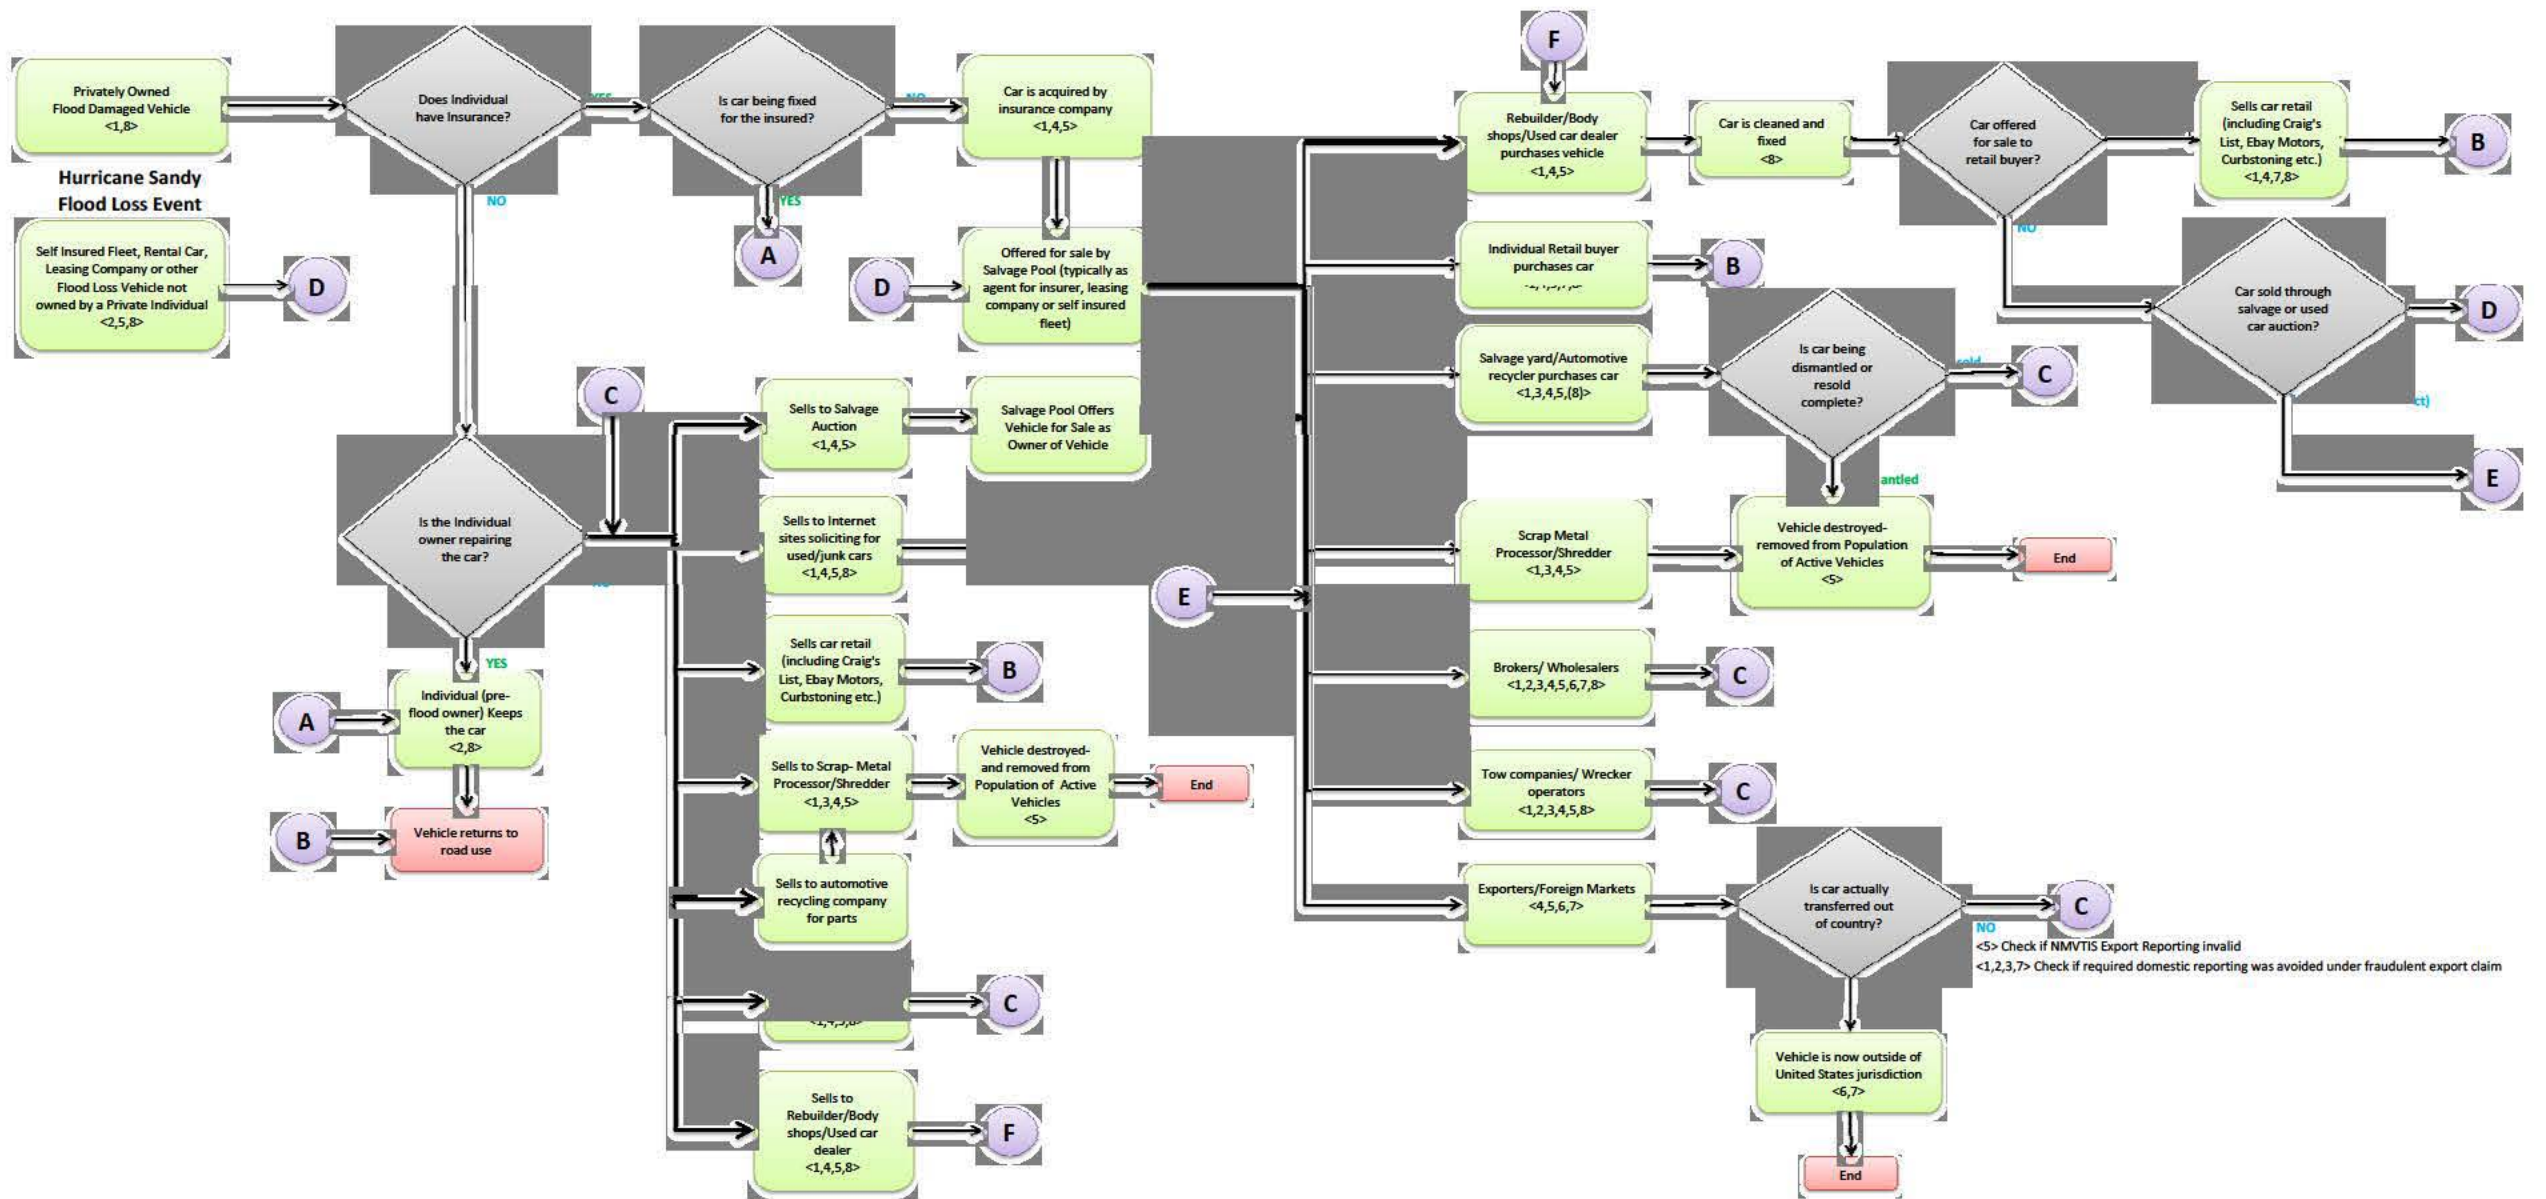 Privately Owned
Flood Damaged Vehicle
<1,8>
Hurricane Sandy
Flood Loss Event
Self Insured Fleet, Rental Car,
Leasing Company or other
Flood Loss Vehicle not
owned by a Private Individual
<2,5,8>
D
Does Individual
have Insurance?
YES
NO
Is car being fixed
for the insured?
NO
YES
A
Car is acquired by
insurance company
<1,4,5>
D
Offered for sale by
Salvage Pool (typically as
agent for insurer, leasing
company or self insured
fleet)
C
Is the Individual
owner repairing
the car?
NO
YES
A
Individual (pre-
flood owner) Keeps
the car
<2,8>
B
Vehicle returns to
road use
Sells to Salvage
Auction
<1,4,5>
Salvage Pool Offers
Vehicle for Sale as
Owner of Vehicle
Sells to Internet
sites soliciting for
used/junk cars
<1,4,5,8>
Sells car retail
(including Craig's
List, Ebay Motors,
Curbstoning etc.)
B
Sells to Scrap- Metal
Processor/Shredder
<1,3,4,5>
Vehicle destroyed-
and removed from
Population of Active
Vehicles
<5>
End
Sells to automotive
recycling company
for parts
C
Sells to
Rebuilder/Body
shops/Used car
dealer
<1,4,5,8>
F
E
F
Rebuilder/Body
shops/Used car dealer
purchases vehicle
<1,4,5>
Car is cleaned and
fixed
<8>
Car offered
for sale to
retail buyer?
NO
Sells car retail
(including Craig's
List, Ebay Motors,
Curbstoning etc.)
<1,4,7,8>
B
Car sold through
salvage or used
car auction?
D
ct)
E
Individual Retail buyer
purchases car
B
Salvage yard/Automotive
recycler purchases car
<1,3,4,5,(8)>
Is car being
dismantled or
resold
complete?
sold
C
antled
Scrap Metal
Processor/Shredder
<1,3,4,5>
Vehicle destroyed-
removed from Population
of Active Vehicles
<5>
End
Brokers/ Wholesalers
<1,2,3,4,5,6,7,8>
C
Tow companies/ Wrecker
operators
<1,2,3,4,5,8>
C
Exporters/Foreign Markets
<4,5,6,7>
Is car actually
transferred out
of country?
C
NO
<5> Check if NMVTIS Export Reporting invalid
<1,2,3,7> Check if required domestic reporting was avoided under fraudulent export claim
Vehicle is now outside of
United States jurisdiction
<6,7>
End